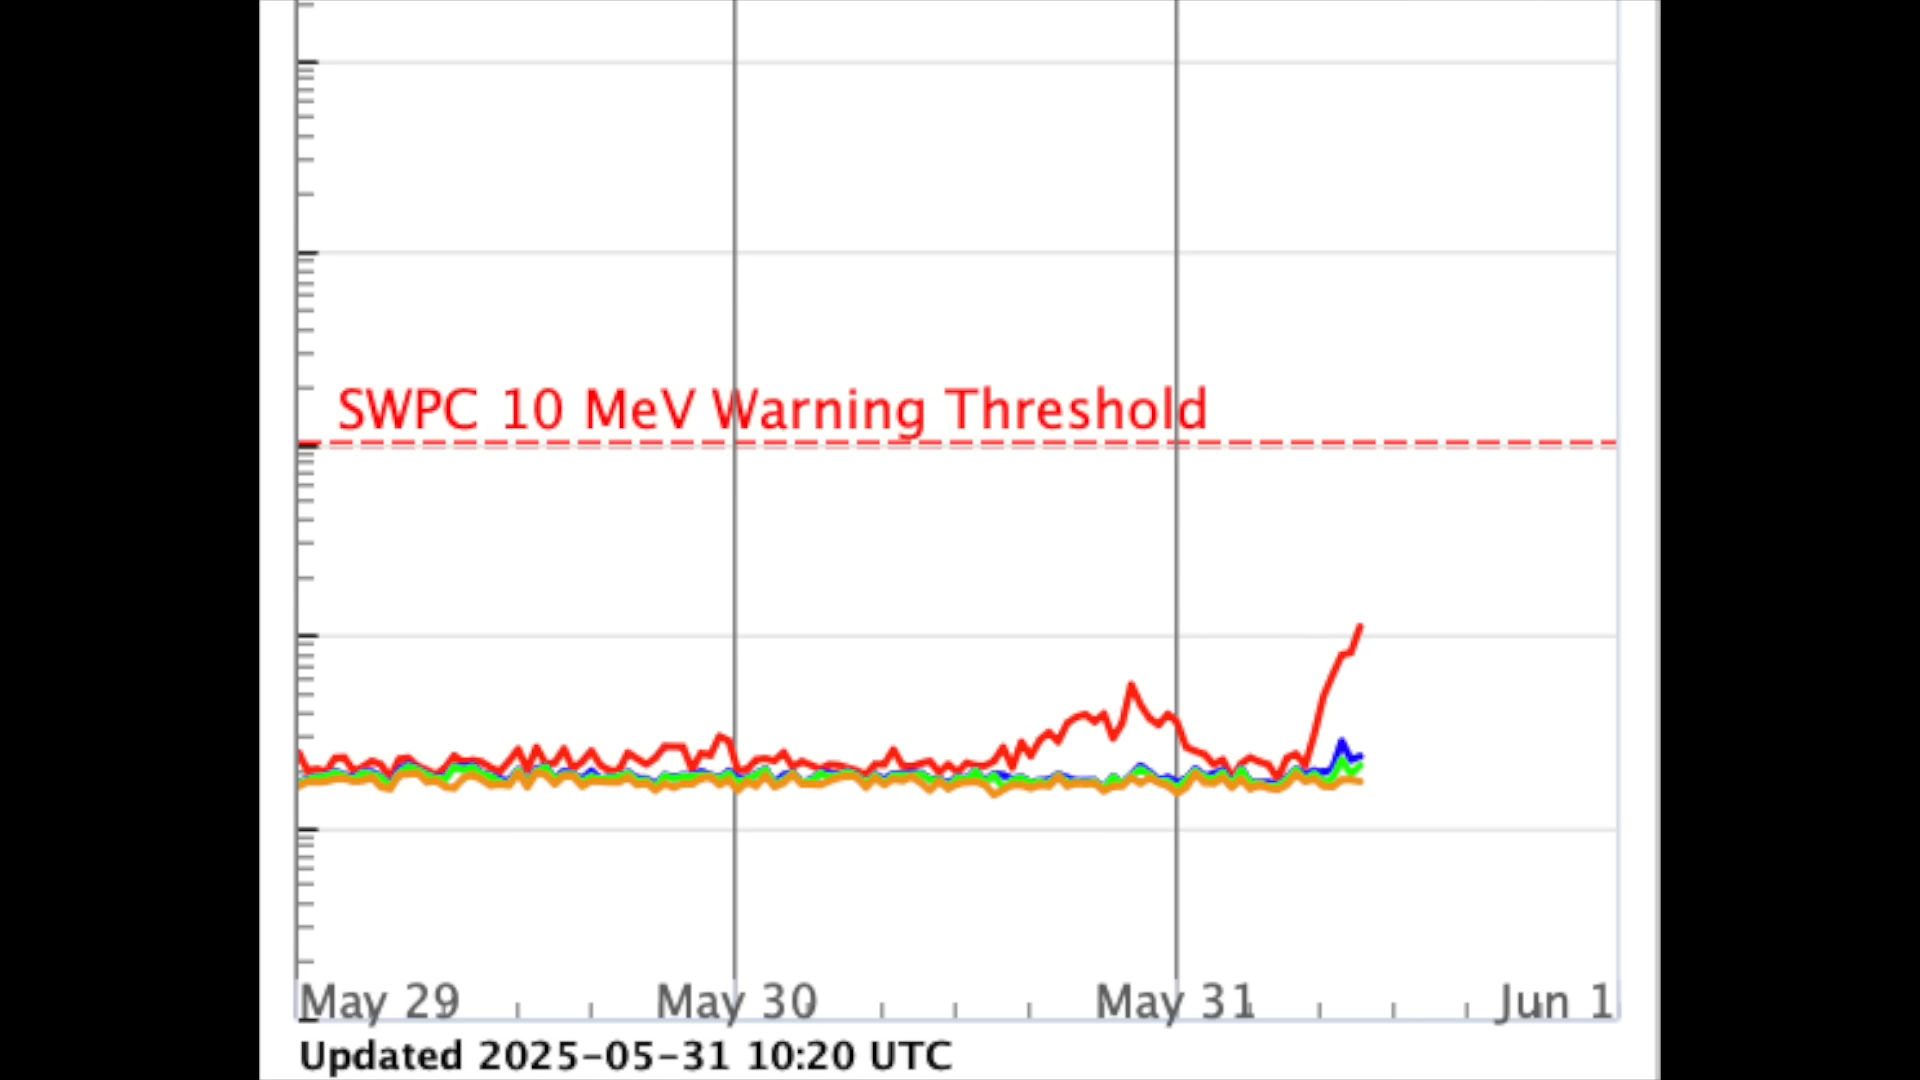 SWPC 10 MeV Warning Threshold
May 29 May 30 May 31 Jun 1
Updated 2025-05-31 10:20 UTC